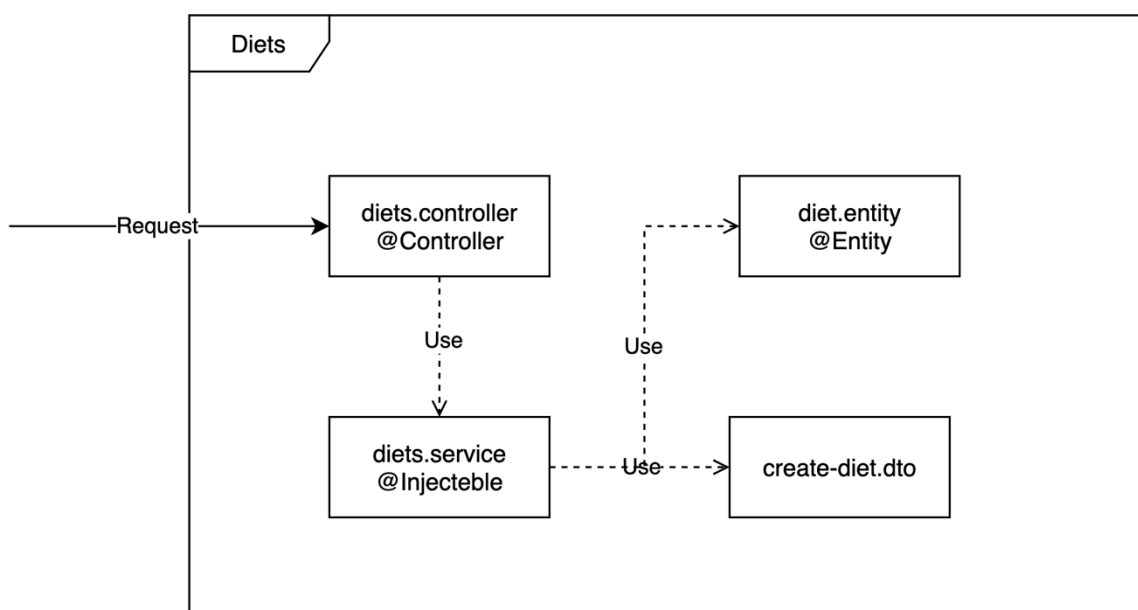 Diets
Request
diets.controller
@Controller
diet.entity
@Entity
Use
Use
diets.service
@Injecteble
Use
create-diet.dto